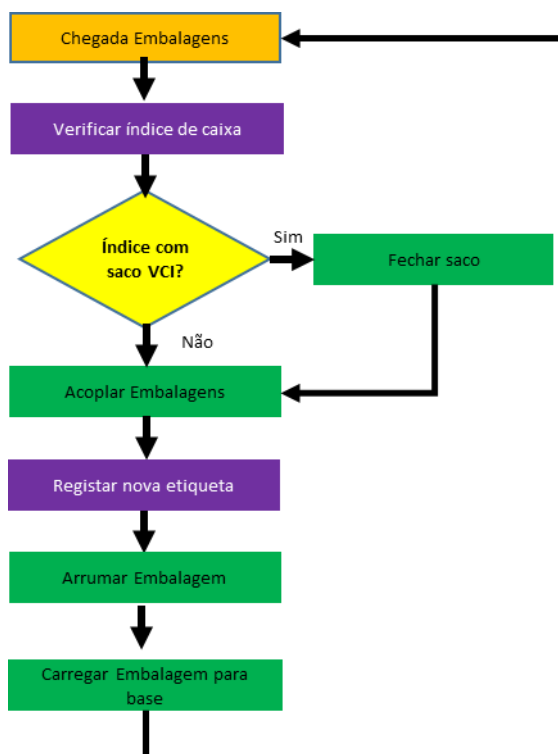 Chegada Embalagens
Verificar índice de caixa
Índice com
saco VCI?
Sim
Fechar saco
Não
Acoplar Embalagens
Registar nova etiqueta
Arrumar Embalagem
Carregar Embalagem para
base